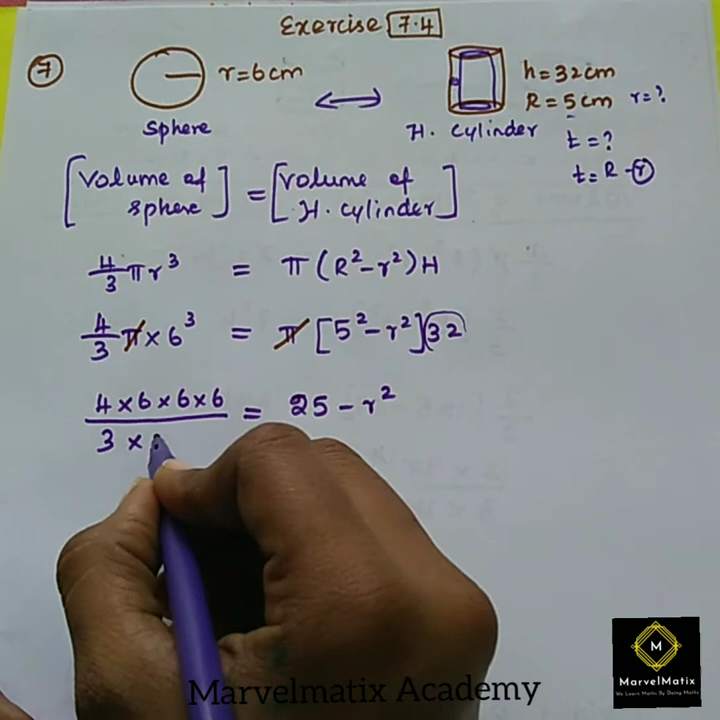 Exercise 7.4
7 r=6cm h=32cm
R=5cm r=?
Sphere H. Cylinder t=?
t=R-r
[Volume of sphere] = [Volume of H. cylinder]
4/3 πr³ = π(R²-r²)H
4/3 π×6³ = π[5²-r²]32
4×6×6×6 / 3× = 25-r²
M
MarvelMatix
We Learn Maths By Doing Maths
Marvelmatix Academy